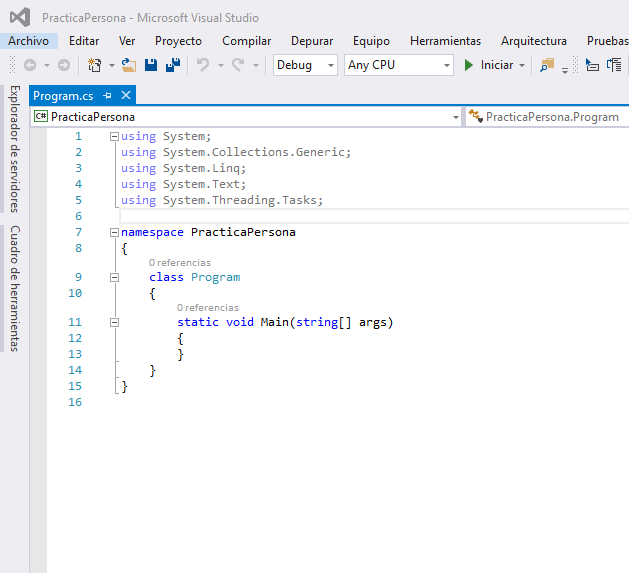 PracticaPersona - Microsoft Visual Studio
Archivo Editar Ver Proyecto Compilar Depurar Equipo Herramientas Arquitectura Pruebas
Debug Any CPU Iniciar
Explorador de servidores
Cuadro de herramientas
Program.cs
C# PracticaPersona PracticaPersona.Program
1 using System;
2 using System.Collections.Generic;
3 using System.Linq;
4 using System.Text;
5 using System.Threading.Tasks;
6
7 namespace PracticaPersona
8 {
0 referencias
9 class Program
10 {
0 referencias
11 static void Main(string[] args)
12 {
13 }
14 }
15 }
16